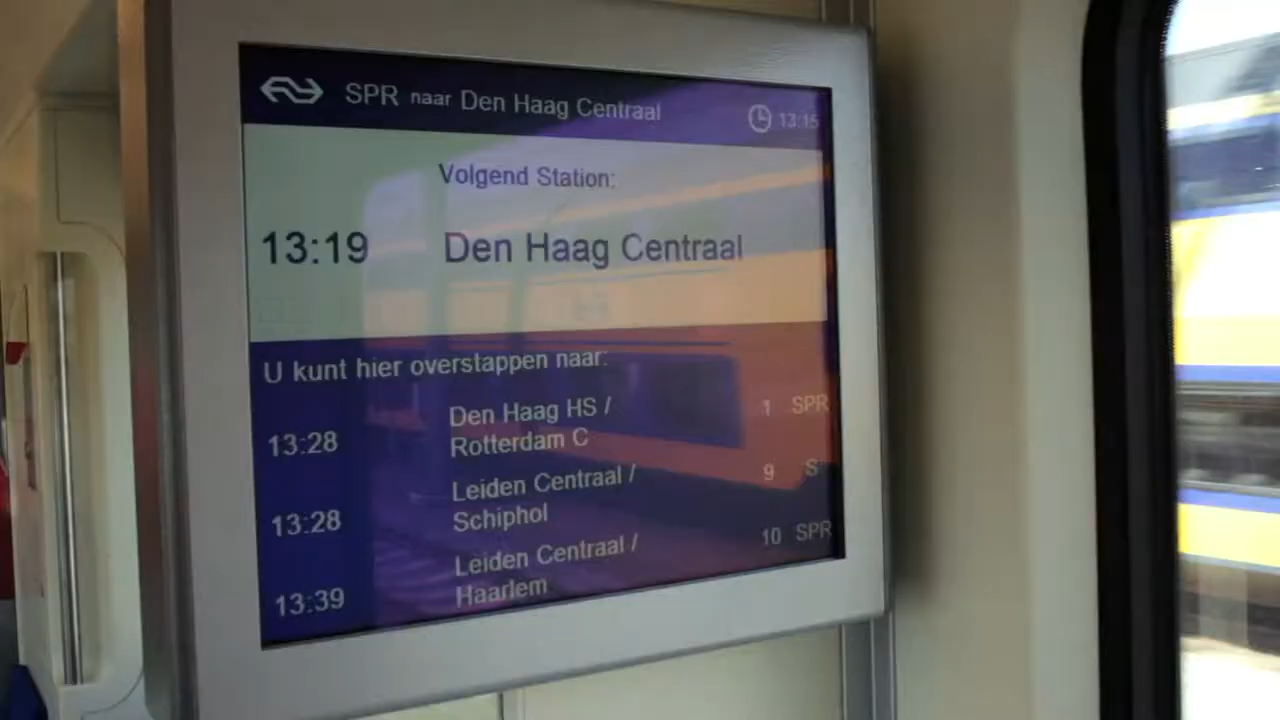 SPR naar Den Haag Centraal 13:15
Volgend Station:
13:19 Den Haag Centraal
U kunt hier overstappen naar:
13:28 Den Haag HS / 1 SPR
Rotterdam C
13:28 Leiden Centraal / 9 S
Schiphol
13:39 Leiden Centraal / 10 SPR
Haarlem